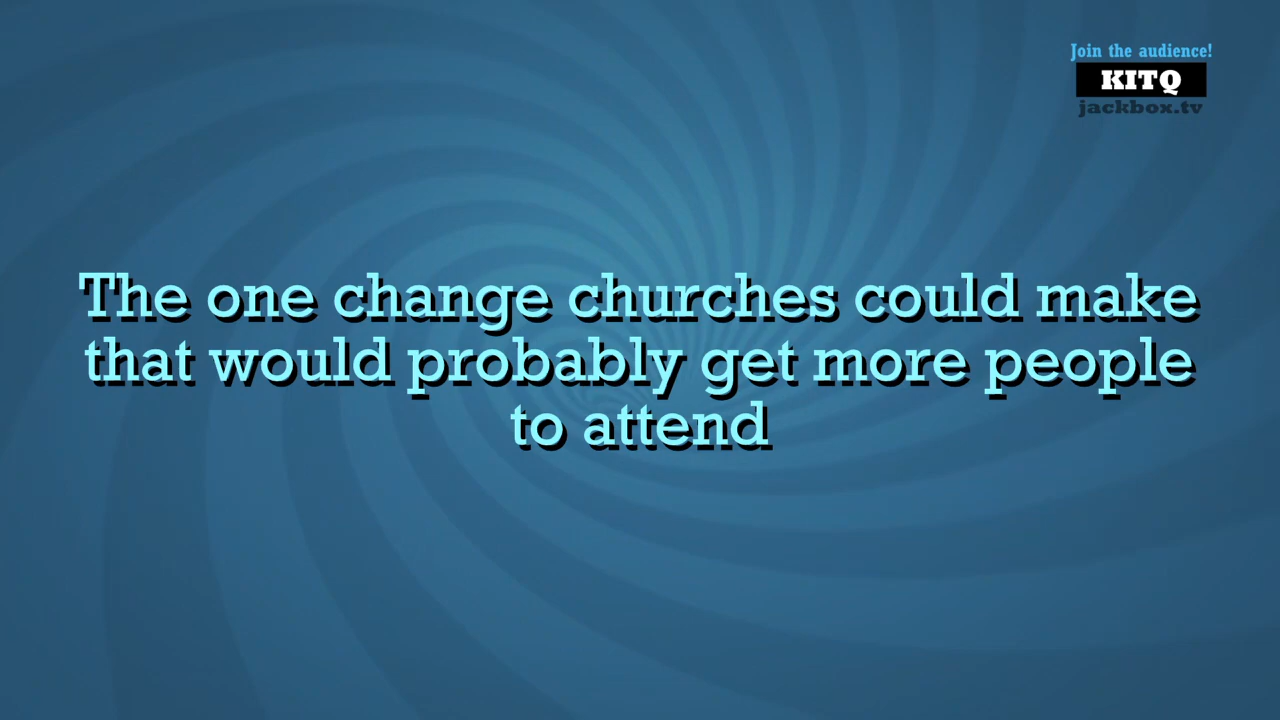 Join the audience!
KITQ
jackbox.tv
The one change churches could make
that would probably get more people
to attend